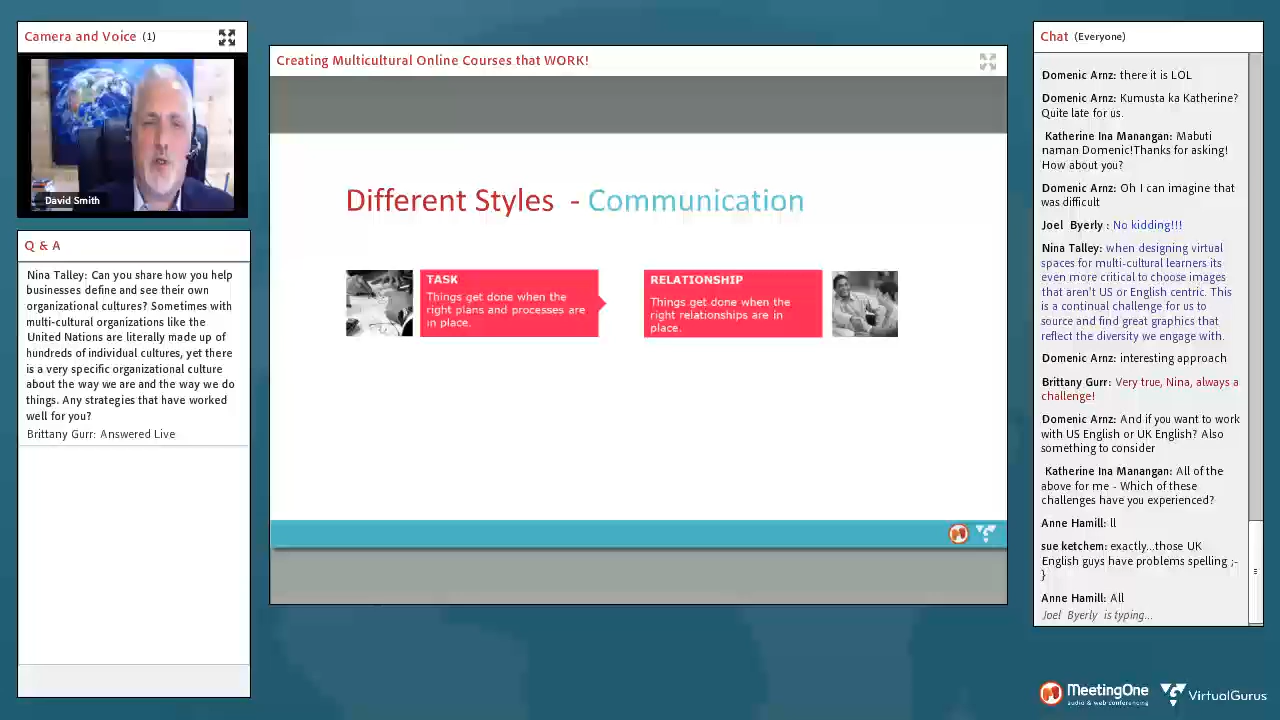 Camera and Voice (1)
David Smith
Q & A
Nina Talley: Can you share how you help
businesses define and see their own
organizational cultures? Sometimes with
multi-cultural organizations like the
United Nations are literally made up of
hundreds of individual cultures, yet there
is a very specific organizational culture
about the way we are and the way we do
things. Any strategies that have worked
well for you?
Brittany Gurr: Answered Live
Creating Multicultural Online Courses that WORK!
Different Styles - Communication
TASK
Things get done when the
right plans and processes are
in place.
RELATIONSHIP
Things get done when the
right relationships are in
place.
Chat (Everyone)
Domenic Arnz: there it is LOL
Domenic Arnz: Kumusta ka Katherine?
Quite late for us.
Katherine Ina Manangan: Mabuti
naman Domenic!Thanks for asking!
How about you?
Domenic Arnz: Oh I can imagine that
was difficult
Joel Byerly : No kidding!!!
Nina Talley: when designing virtual
spaces for multi-cultural learners its
even more critical to choose images
that aren't US or English centric. This
is a continual challenge for us to
source and find great graphics that
reflect the diversity we engage with.
Domenic Arnz: interesting approach
Brittany Gurr: Very true, Nina, always a
challenge!
Domenic Arnz: And if you want to work
with US English or UK English? Also
something to consider
Katherine Ina Manangan: All of the
above for me - Which of these
challenges have you experienced?
Anne Hamill: ll
sue ketchem: exactly...those UK
English guys have problems spelling ;-
}
Anne Hamill: All
Joel Byerly is typing...
MeetingOne
audio & web conferencing
VirtualGurus